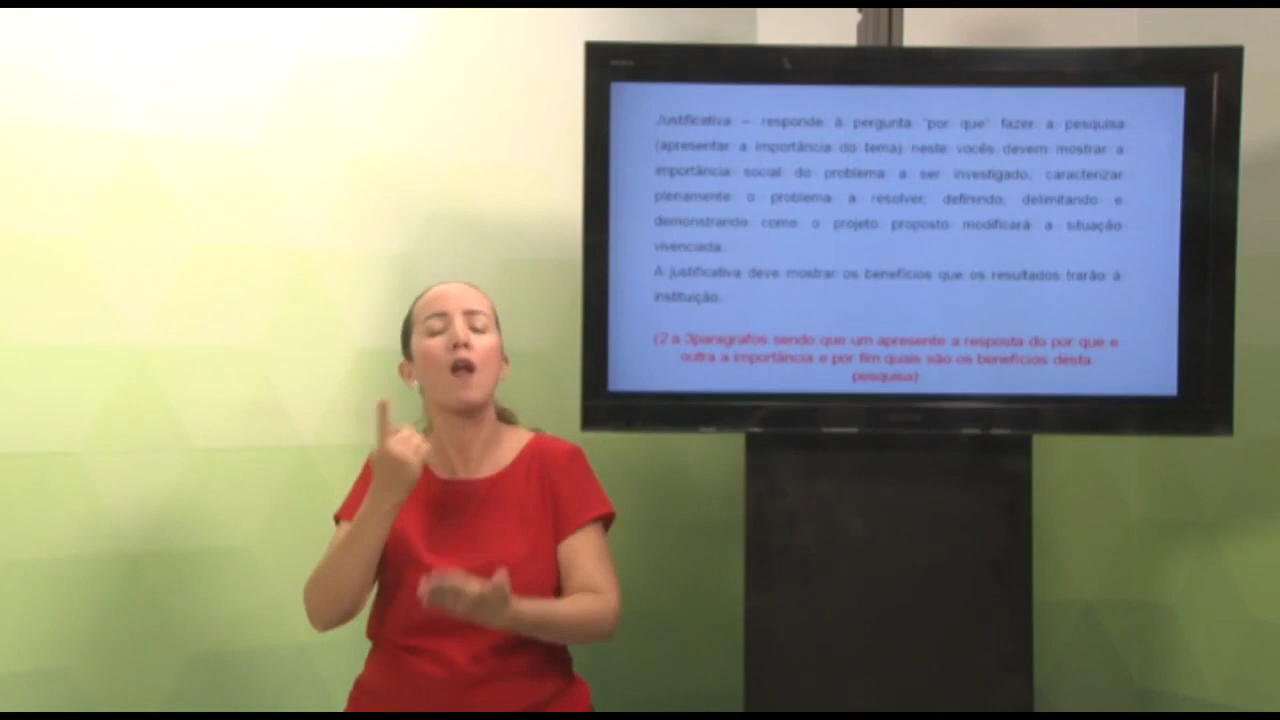 Justificativa – responde à pergunta 'por que' fazer a pesquisa
(apresentar a importância do tema) neste vocês devem mostrar a
importância social do problema a ser investigado, caracterizar
plenamente o problema a resolver, definindo, delimitando e
demonstrando como o projeto proposto modificará a situação
vivenciada.
A justificativa deve mostrar os benefícios que os resultados trarão à
instituição.
(2 a 3paragrafos sendo que um apresente a resposta do por que e
outra a importância e por fim quais são os benefícios desta
pesquisa)